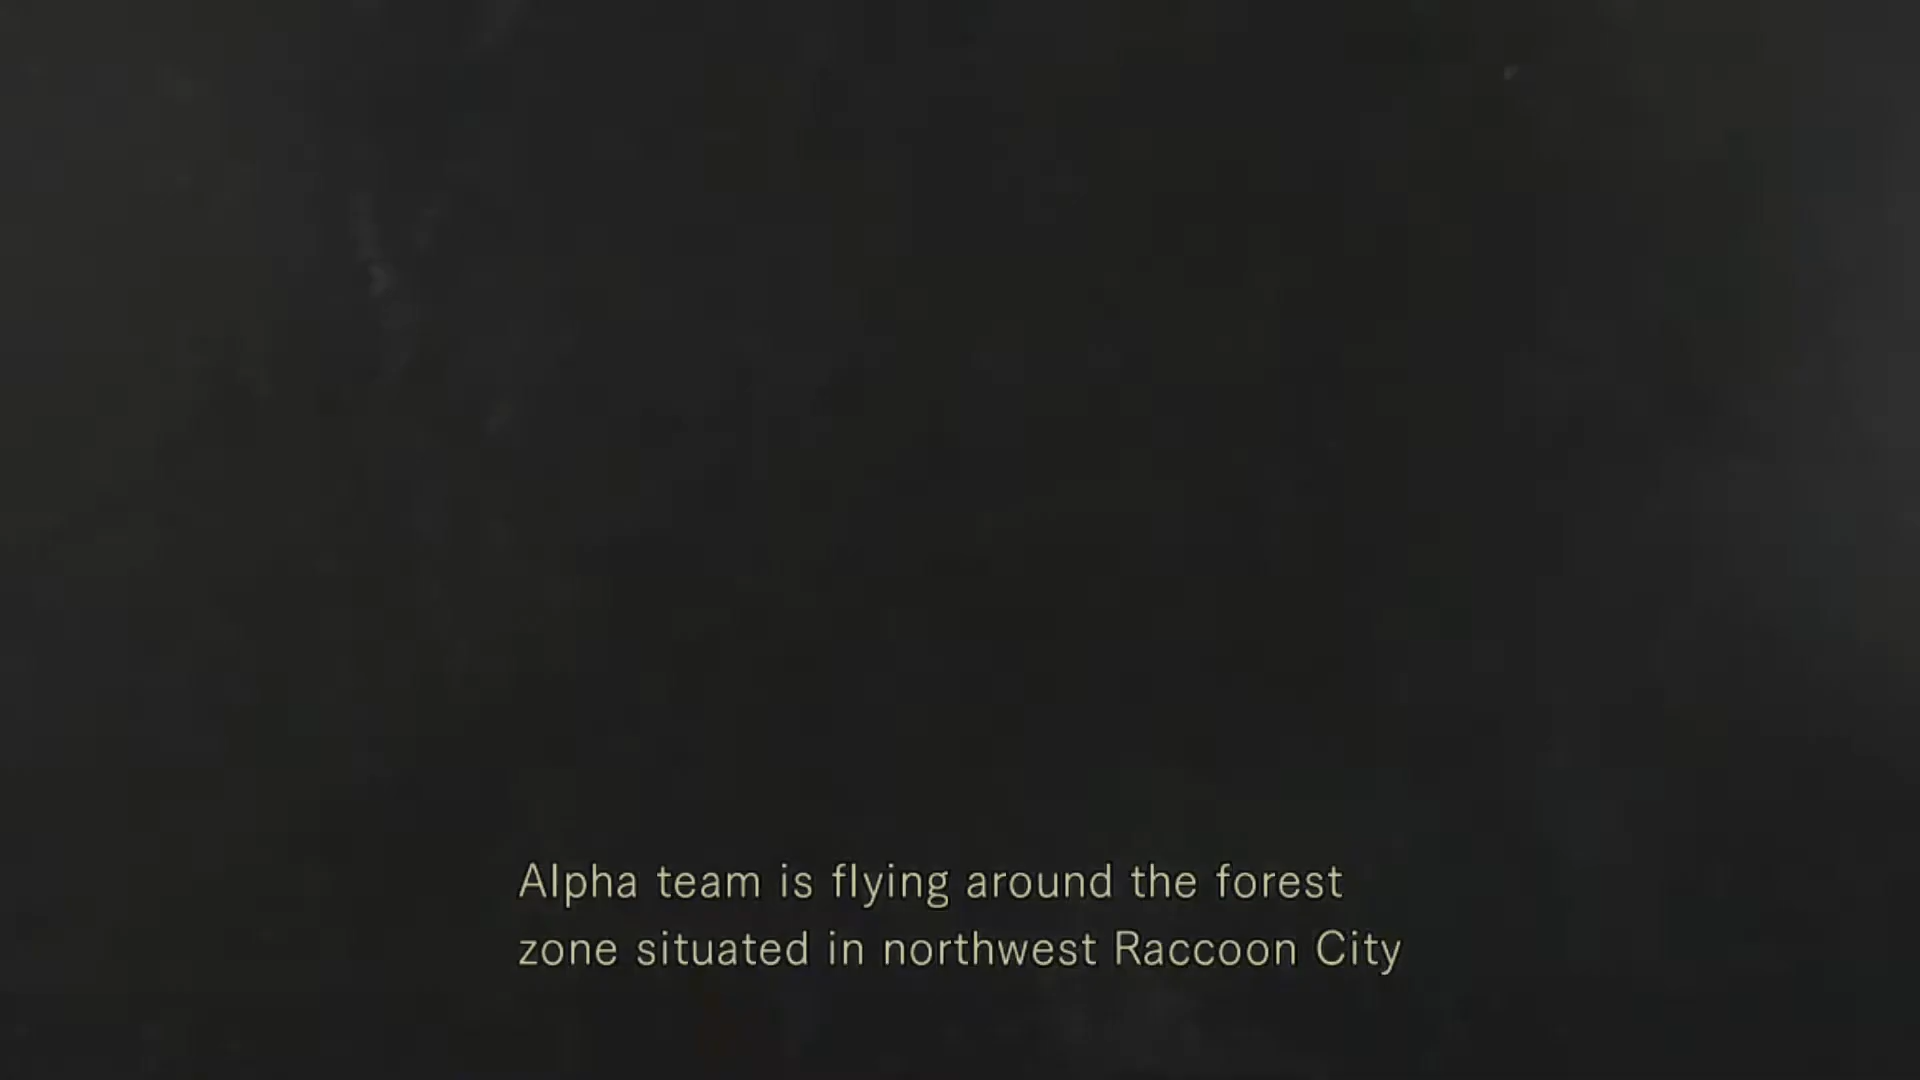 Alpha team is flying around the forest
zone situated in northwest Raccoon City